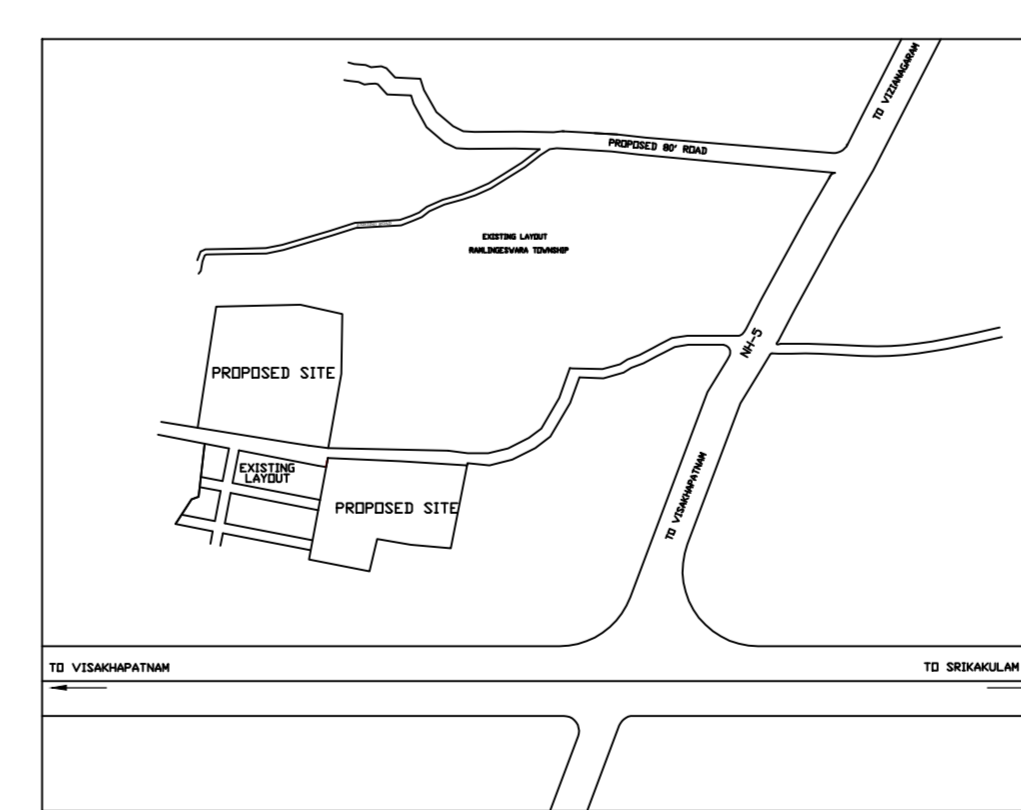 TO VIZIANAGARAM
PROPOSED 80' ROAD
EXISTING LAYOUT
RAMLINGESWARA TOWNSHIP
NH-5
PROPOSED SITE
EXISTING
LAYOUT
PROPOSED SITE
TO VISAKHAPATNAM
TO VISAKHAPATNAM
TO SRIKAKULAM